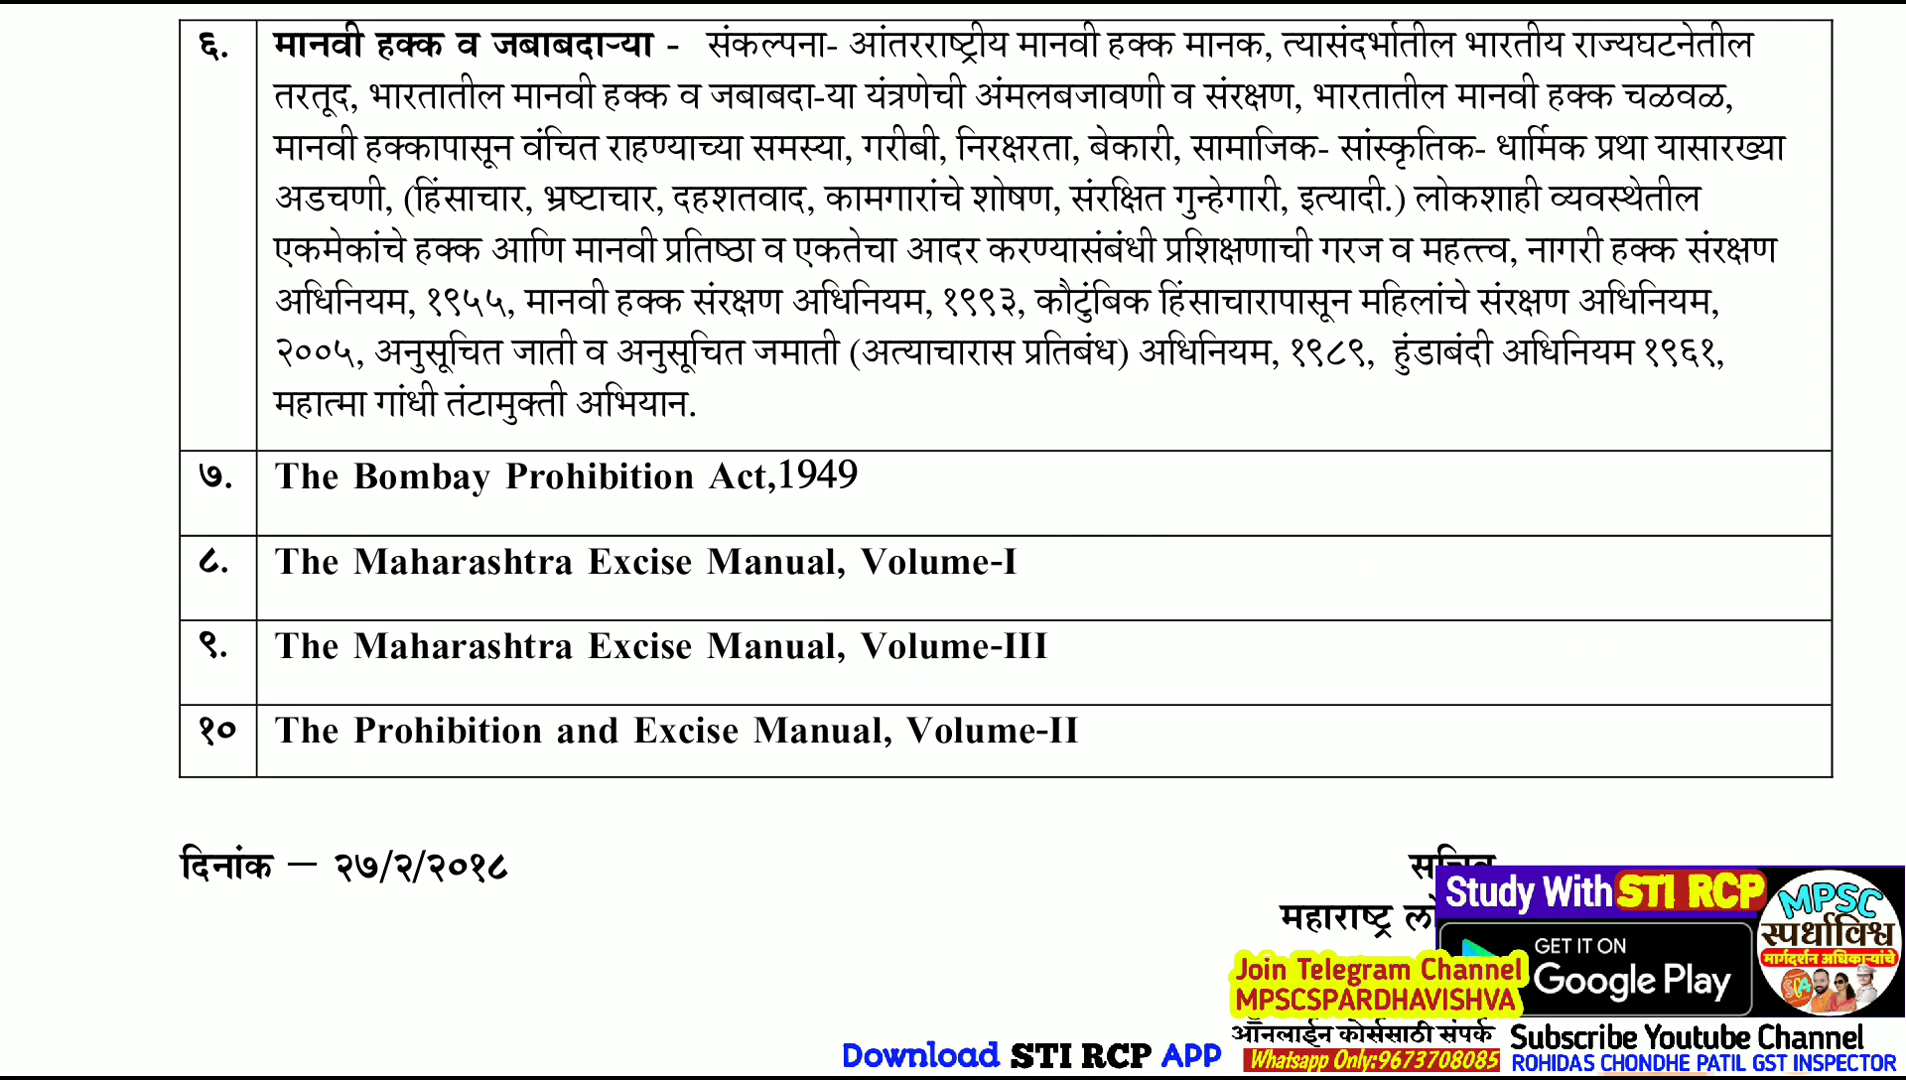 ६. मानवी हक्क व जबाबदाऱ्या - संकल्पना- आंतरराष्ट्रीय मानवी हक्क मानक, त्यासंदर्भातील भारतीय राज्यघटनेतील
तरतूद, भारतातील मानवी हक्क व जबाबदा-या यंत्रणेची अंमलबजावणी व संरक्षण, भारतातील मानवी हक्क चळवळ,
मानवी हक्कापासून वंचित राहण्याच्या समस्या, गरीबी, निरक्षरता, बेकारी, सामाजिक- सांस्कृतिक- धार्मिक प्रथा यासारख्या
अडचणी, (हिंसाचार, भ्रष्टाचार, दहशतवाद, कामगारांचे शोषण, संरक्षित गुन्हेगारी, इत्यादी.) लोकशाही व्यवस्थेतील
एकमेकांचे हक्क आणि मानवी प्रतिष्ठा व एकतेचा आदर करण्यासंबंधी प्रशिक्षणाची गरज व महत्त्व, नागरी हक्क संरक्षण
अधिनियम, १९५५, मानवी हक्क संरक्षण अधिनियम, १९९३, कौटुंबिक हिंसाचारापासून महिलांचे संरक्षण अधिनियम,
२००५, अनुसूचित जाती व अनुसूचित जमाती (अत्याचारास प्रतिबंध) अधिनियम, १९८९, हुंडाबंदी अधिनियम १९६१,
महात्मा गांधी तंटामुक्ती अभियान.
७. The Bombay Prohibition Act,1949
८. The Maharashtra Excise Manual, Volume-I
९. The Maharashtra Excise Manual, Volume-III
१० The Prohibition and Excise Manual, Volume-II
दिनांक – २७/२/२०१८
सचिव
महाराष्ट्र
Study With STI RCP
MPSC
स्पर्धाविश्व
मार्गदर्शन अधिकाऱ्यांचे
GET IT ON
Google Play
Join Telegram Channel
MPSCSPARDHAVISHVA
ऑनलाईन कोर्ससाठी संपर्क
Whatsapp Only:9673708085
Download STI RCP APP
Subscribe Youtube Channel
ROHIDAS CHONDHE PATIL GST INSPECTOR